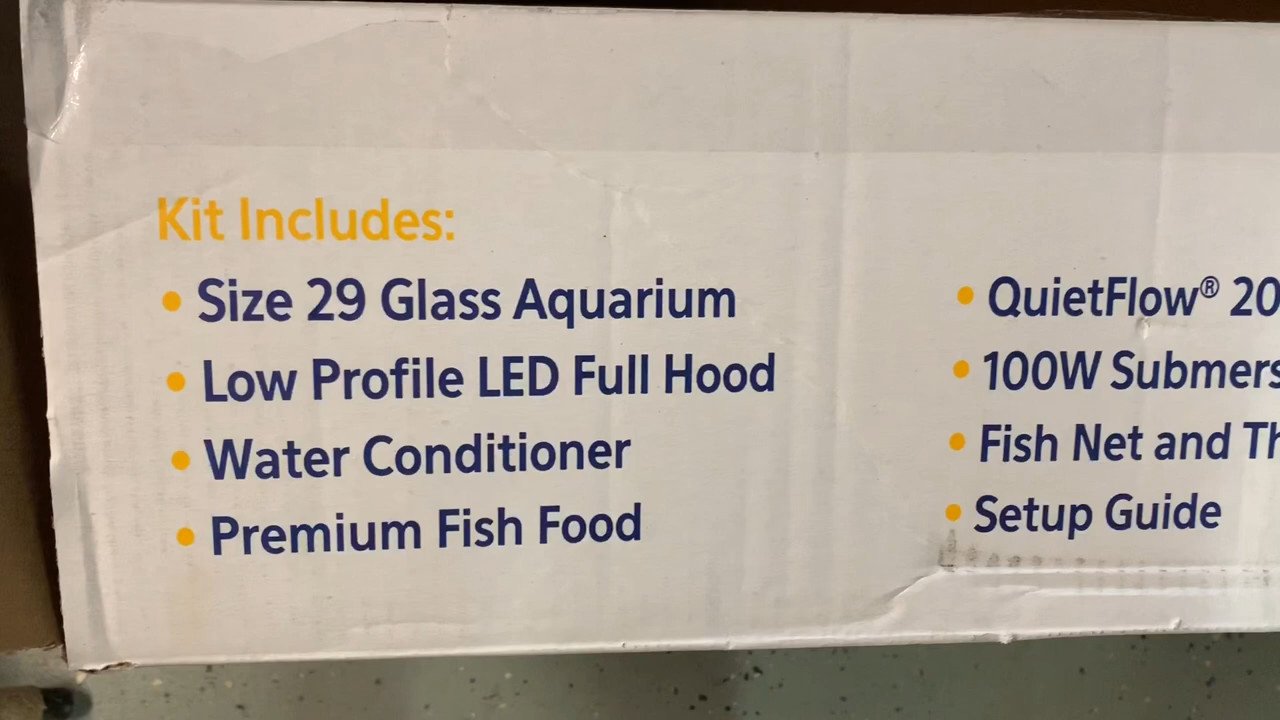 Kit Includes:
• Size 29 Glass Aquarium
• Low Profile LED Full Hood
• Water Conditioner
• Premium Fish Food
• QuietFlow® 20
• 100W
• Fish Net and
• Setup Guide